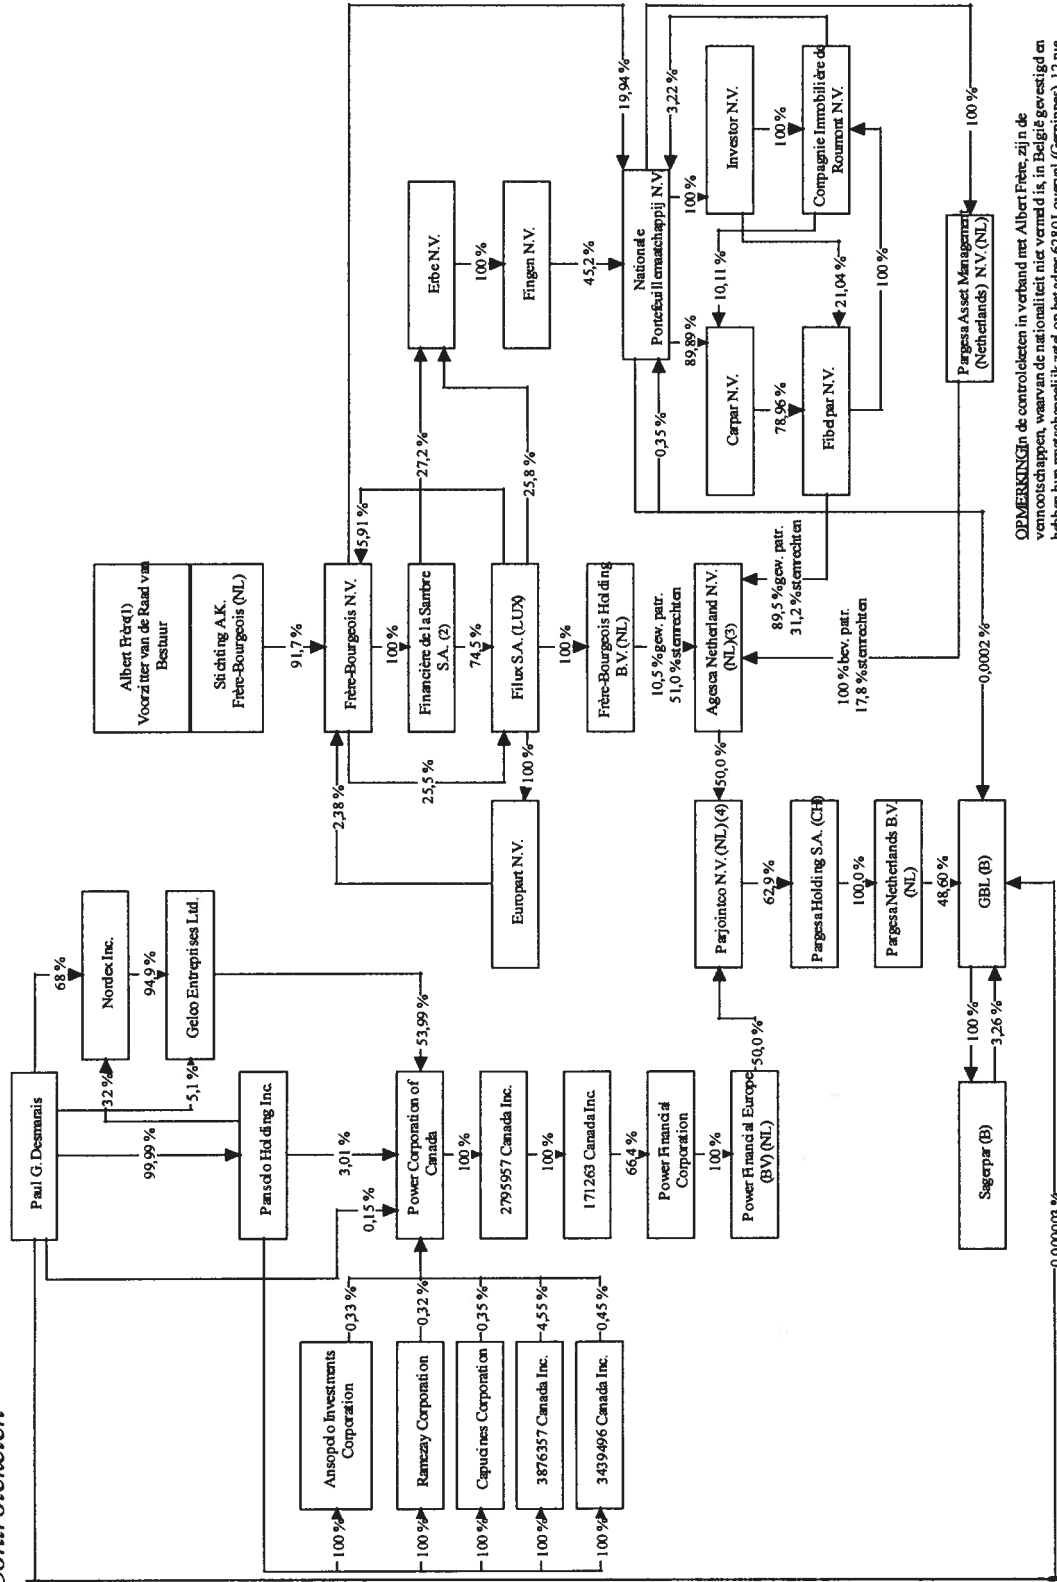 Paul G. Desmarais
68 %
Nordex Inc.
32 %
94,9 %
5,1 %
Gelco Entreprises Ltd.
99,99 %
Pansolo Holding Inc.
3,01 %
0,15 %
53,99 %
Power Corporation of
Canada
100 %
2795957 Canada Inc.
100 %
171263 Canada Inc.
66,4 %
Power Financial
Corporation
100 %
Power Financial Europe
(BV) (NL)
50,0 %
Ansopolo Investments
Corporation
100 %
0,33 %
Ramezay Corporation
100 %
0,32 %
Capucines Corporation
100 %
0,35 %
3876357 Canada Inc.
100 %
4,55 %
3439496 Canada Inc.
100 %
0,45 %
Albert Frère(1)
Voorzitter van de Raad van
Bestuur
Stichting A.K.
Frère-Bourgeois (NL)
91,7 %
Frère-Bourgeois N.V.
100 %
5,91 %
2,38 %
25,5 %
Financière de la Sambre
S.A. (2)
74,5 %
27,2 %
Filux S.A. (LUX)
25,8 %
100 %
Europart N.V.
100 %
Frère-Bourgeois Holding
B.V. (NL)
10,5 % gew. patr.
51,0 % stemrechten
Agesca Netherland N.V.
(NL)(3)
50,0 %
Parjointco N.V. (NL) (4)
62,9 %
Pargesa Holding S.A. (CH)
100,0 %
Pargesa Netherlands B.V.
(NL)
48,60 %
GBL (B)
100 %
3,26 %
Sagerpar (B)
0,000003 %
Erbe N.V.
100 %
Fingen N.V.
45,2 %
19,94 %
Nationale
Portefeuillemaatschappij N.V.
3,22 %
100 %
89,89 %
0,35 %
Investor N.V.
100 %
Compagnie Immobilière de
Roumont N.V.
10,11 %
21,04 %
Carpar N.V.
78,96 %
Fibelpar N.V.
100 %
89,5 % gew. patr.
31,2 % stemrechten
100 %
Pargesa Asset Management
(Netherlands) N.V. (NL)
100 % bev. patr.
17,8 % stemrechten
0,0002 %
OPMERKING In de controleketen in verband met Albert Frère, zijn de
vennootschappen, waarvan de nationaliteit niet vermeld is, in België gevestigd en